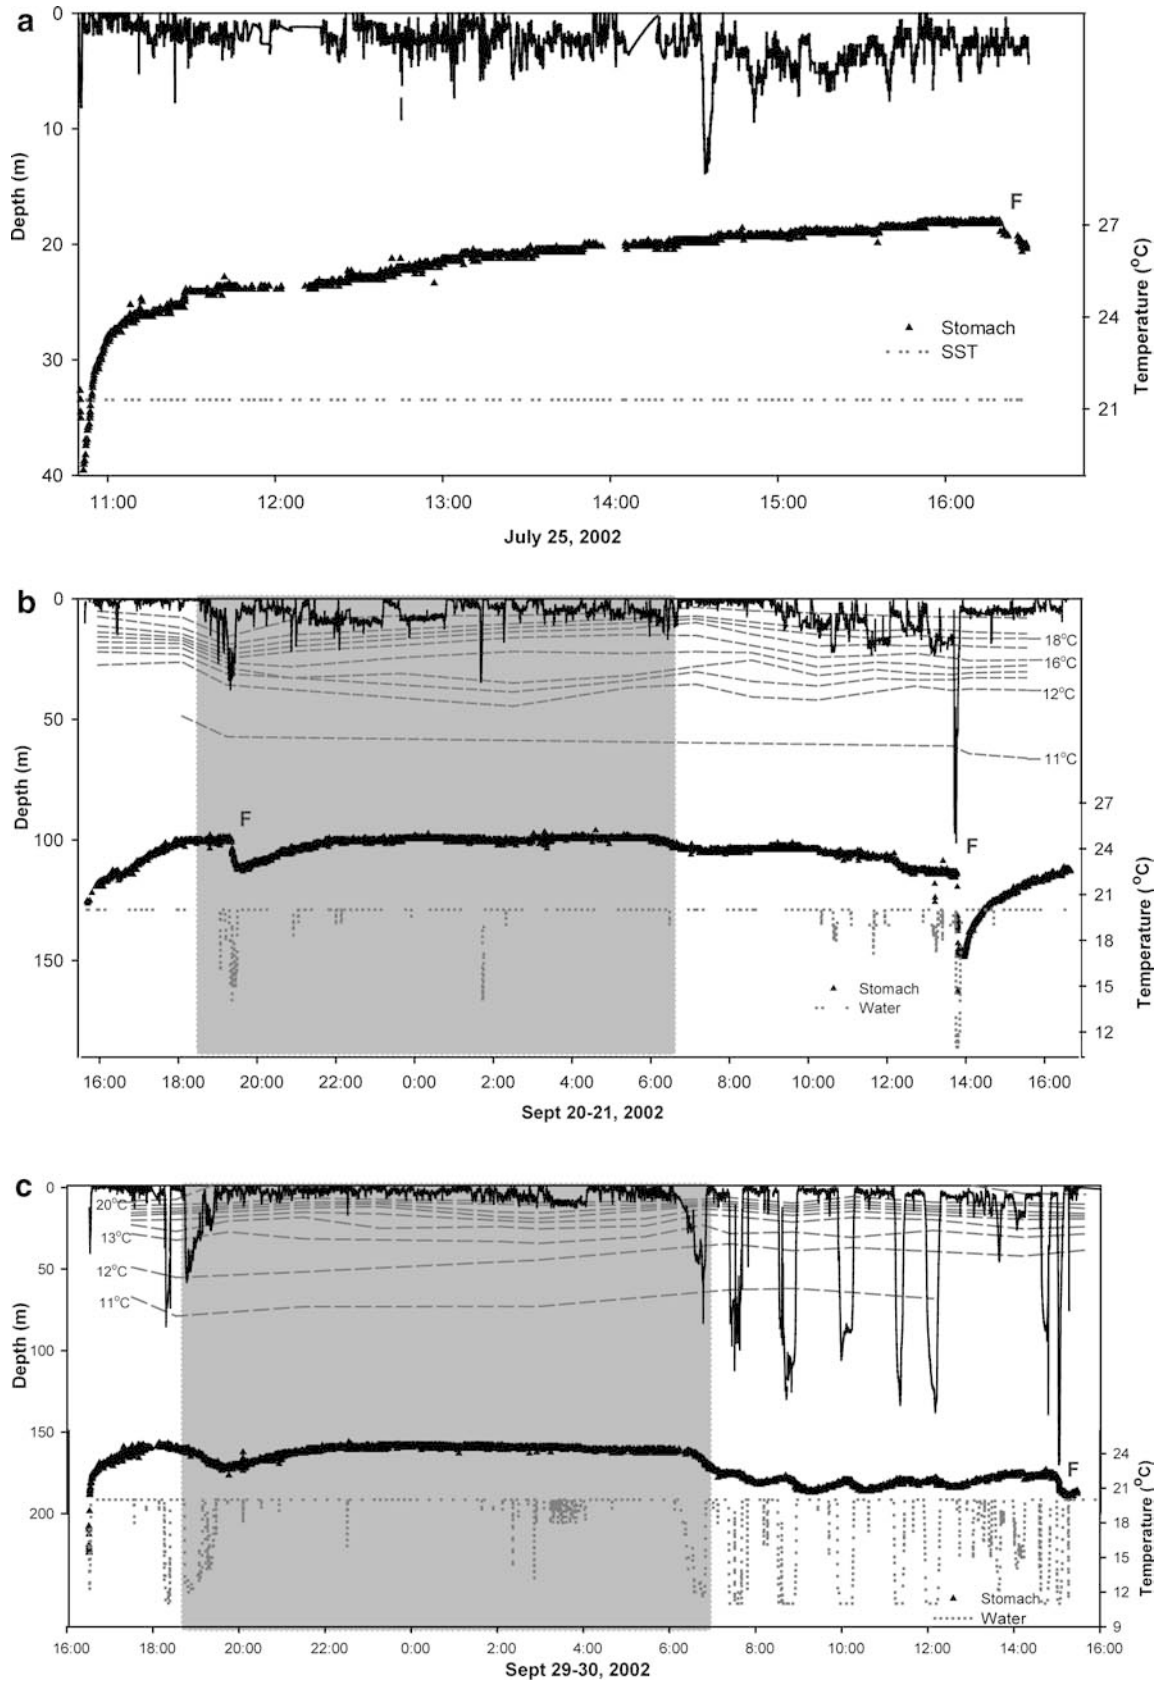 a
0
10
20
30
40
Depth (m)
F
27
24
21
Temperature (°C)
Stomach
SST
11:00 12:00 13:00 14:00 15:00 16:00
July 25, 2002
b
0
50
100
150
Depth (m)
18°C
16°C
12°C
11°C
F
F
27
24
21
18
15
12
Temperature (°C)
Stomach
Water
16:00 18:00 20:00 22:00 0:00 2:00 4:00 6:00 8:00 10:00 12:00 14:00 16:00
Sept 20-21, 2002
c
0
50
100
150
200
Depth (m)
20°C
13°C
12°C
11°C
F
24
21
18
15
12
9
Temperature (°C)
Stomach
Water
16:00 18:00 20:00 22:00 0:00 2:00 4:00 6:00 8:00 10:00 12:00 14:00 16:00
Sept 29-30, 2002